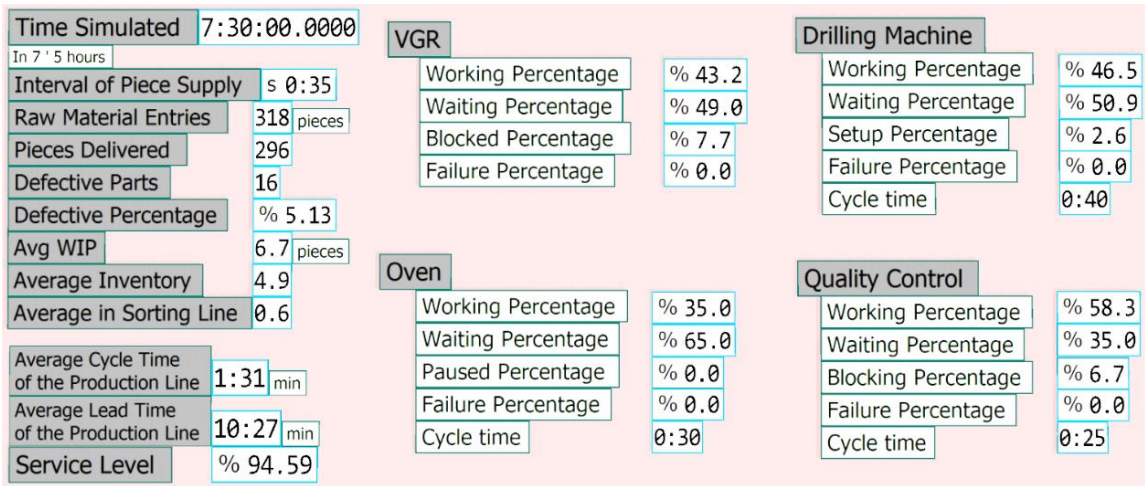 Time Simulated 7:30:00.0000
In 7 ' 5 hours
Interval of Piece Supply s 0:35
Raw Material Entries 318 pieces
Pieces Delivered 296
Defective Parts 16
Defective Percentage % 5.13
Avg WIP 6.7 pieces
Average Inventory 4.9
Average in Sorting Line 0.6
Average Cycle Time
of the Production Line 1:31 min
Average Lead Time
of the Production Line 10:27 min
Service Level % 94.59
VGR
Working Percentage % 43.2
Waiting Percentage % 49.0
Blocked Percentage % 7.7
Failure Percentage % 0.0
Oven
Working Percentage % 35.0
Waiting Percentage % 65.0
Paused Percentage % 0.0
Failure Percentage % 0.0
Cycle time 0:30
Drilling Machine
Working Percentage % 46.5
Waiting Percentage % 50.9
Setup Percentage % 2.6
Failure Percentage % 0.0
Cycle time 0:40
Quality Control
Working Percentage % 58.3
Waiting Percentage % 35.0
Blocking Percentage % 6.7
Failure Percentage % 0.0
Cycle time 0:25